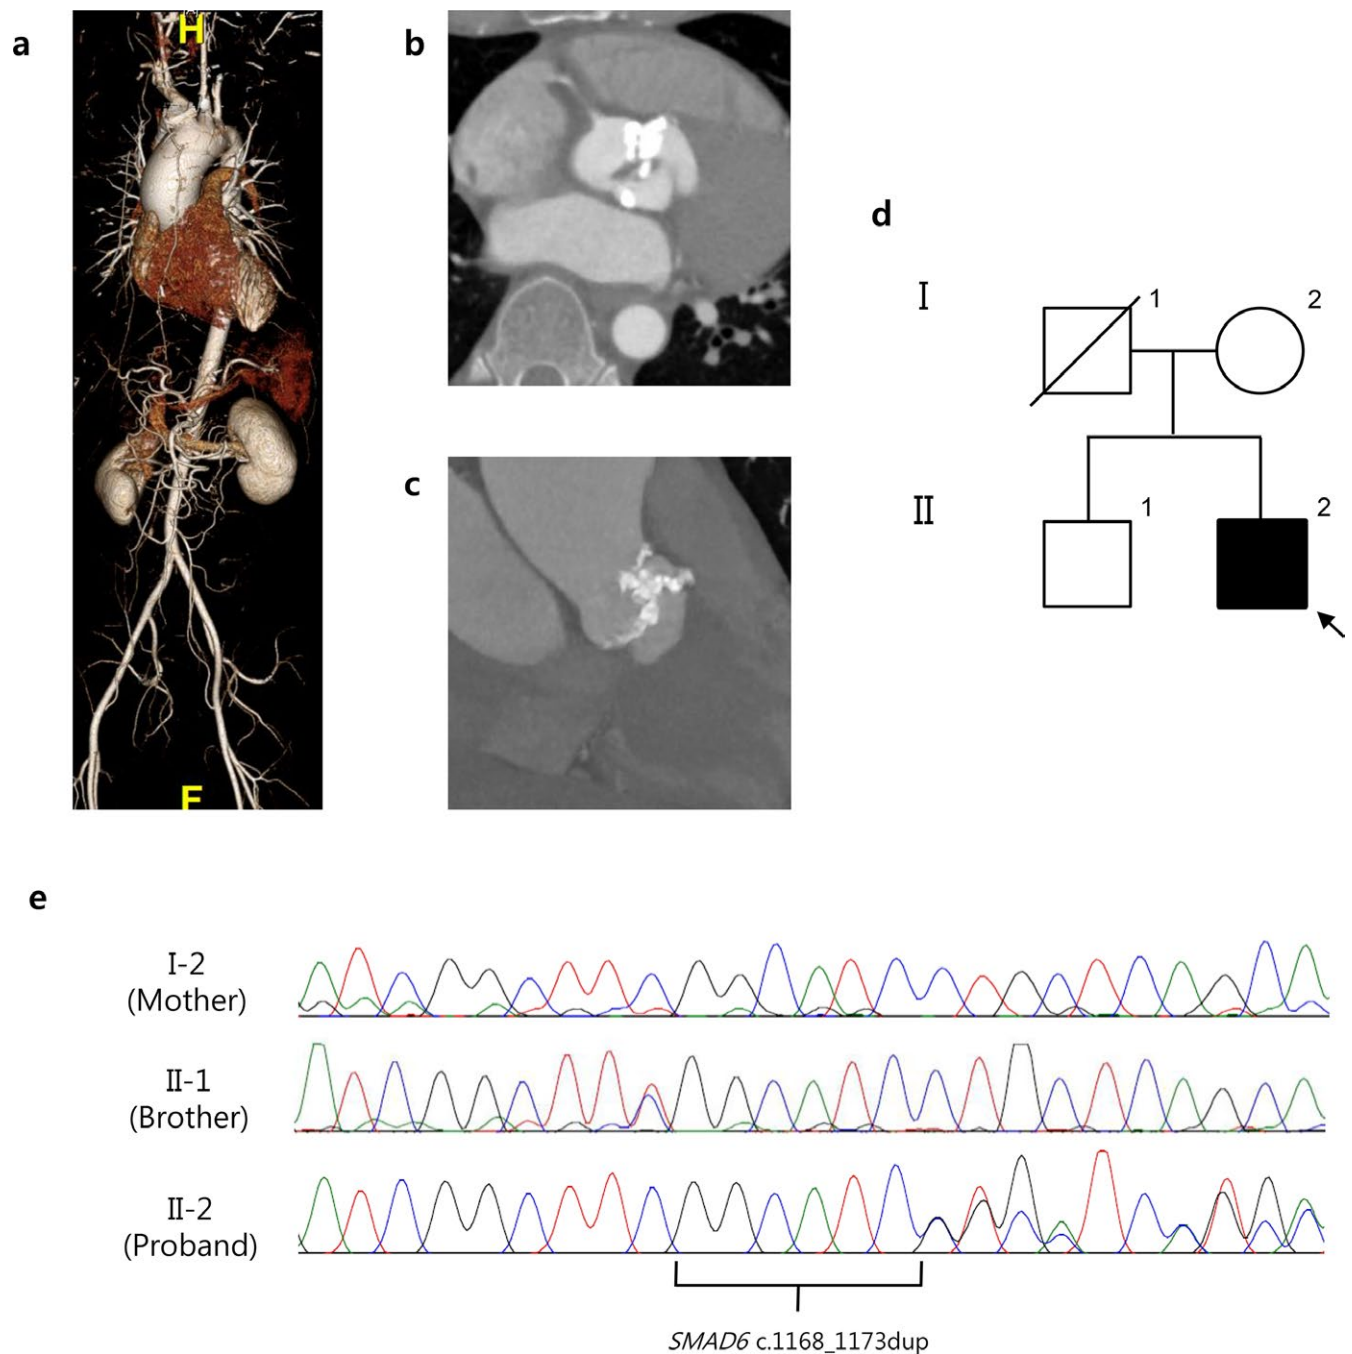 a
H
F
b
c
d
I
1
2
II
1
2
e
I-2
(Mother)
II-1
(Brother)
II-2
(Proband)
SMAD6 c.1168_1173dup